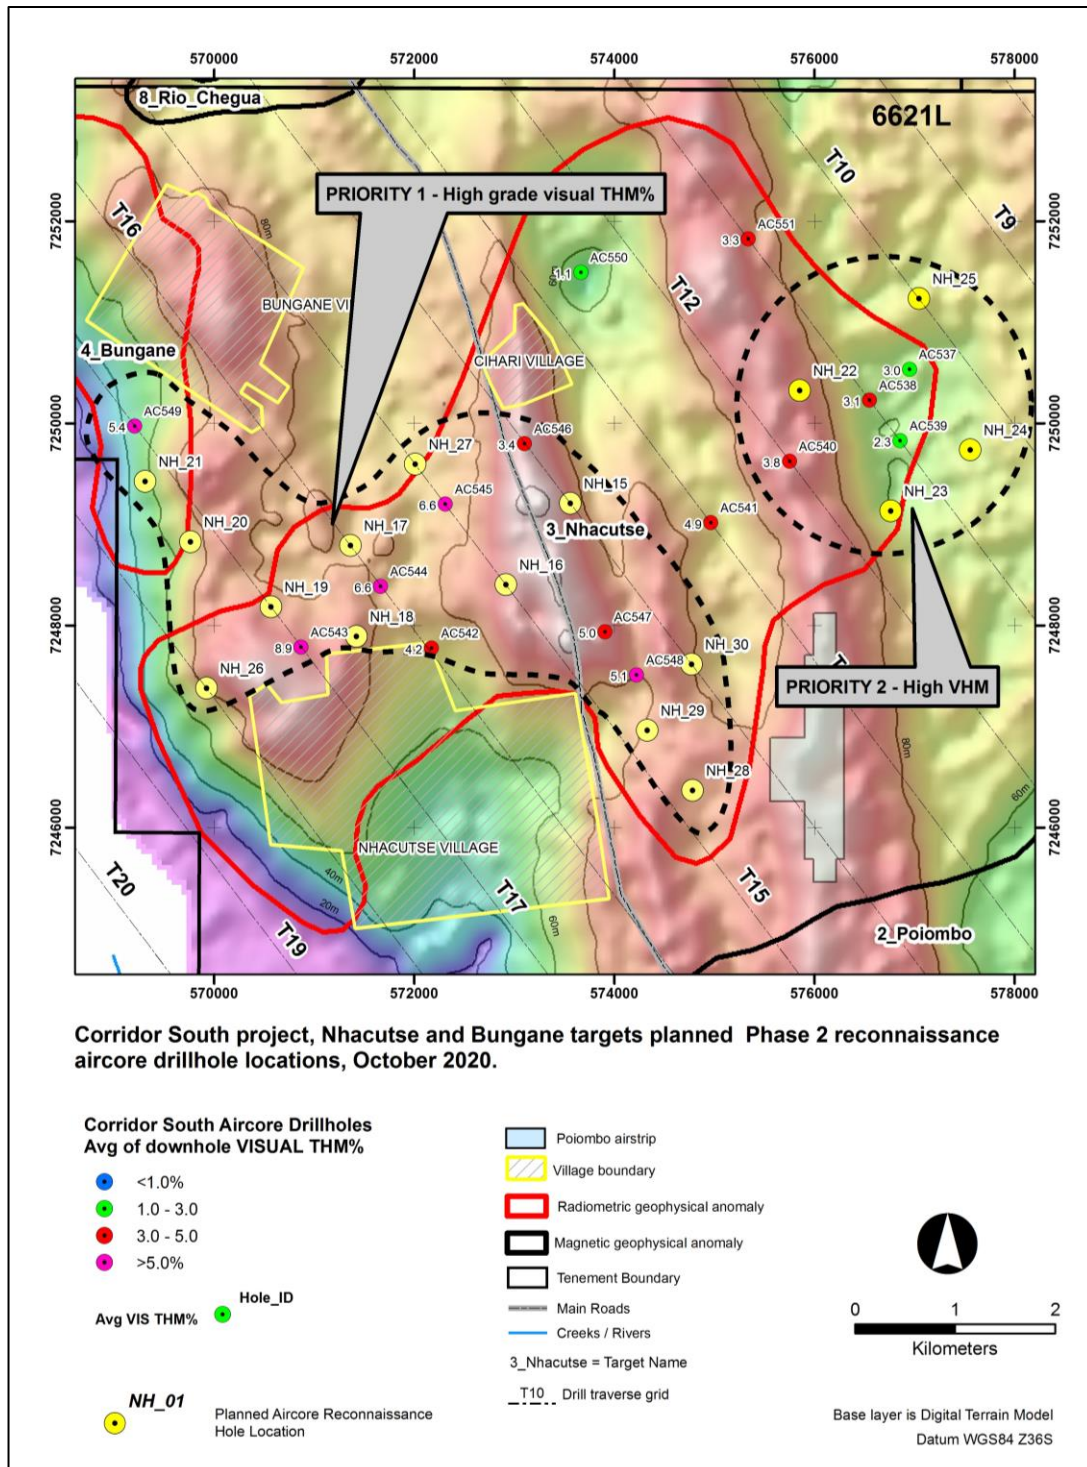 570000 572000 574000 576000 578000
8_Rio_Chegua
6621L
T10
T9
PRIORITY 1 - High grade visual THM%
7252000
7252000
T16
80m
AC551
3.3
AC550
1.1
60m
T12
NH_25
BUNGANE VI
4_Bungane
CIHARI VILLAGE
AC537
3.0
NH_22
AC538
3.1
AC549
5.4
7250000
7250000
AC546
3.4
AC539
2.3
NH_24
AC540
3.8
NH_27
NH_21
AC545
6.6
NH_15
NH_23
3_Nhacutse
AC541
4.9
NH_20
NH_17
AC544
6.6
NH_16
NH_19
NH_18
AC547
5.0
7248000
7248000
AC543
8.9
AC542
4.2
NH_30
AC548
5.1
NH_26
PRIORITY 2 - High VHM
NH_29
80m
NH_28
60m
7246000
7246000
NHACUTSE VILLAGE
40m
20m
T20
T19
T17
60m
T15
2_Poiombo
570000 572000 574000 576000 578000
Corridor South project, Nhacutse and Bungane targets planned Phase 2 reconnaissance
aircore drillhole locations, October 2020.
Corridor South Aircore Drillholes
Avg of downhole VISUAL THM%
<1.0%
1.0 - 3.0
3.0 - 5.0
>5.0%
Avg VIS THM% Hole_ID
NH_01
Planned Aircore Reconnaissance
Hole Location
Poiombo airstrip
Village boundary
Radiometric geophysical anomaly
Magnetic geophysical anomaly
Tenement Boundary
Main Roads
Creeks / Rivers
3_Nhacutse = Target Name
T10 Drill traverse grid
0 1 2
Kilometers
Base layer is Digital Terrain Model
Datum WGS84 Z36S